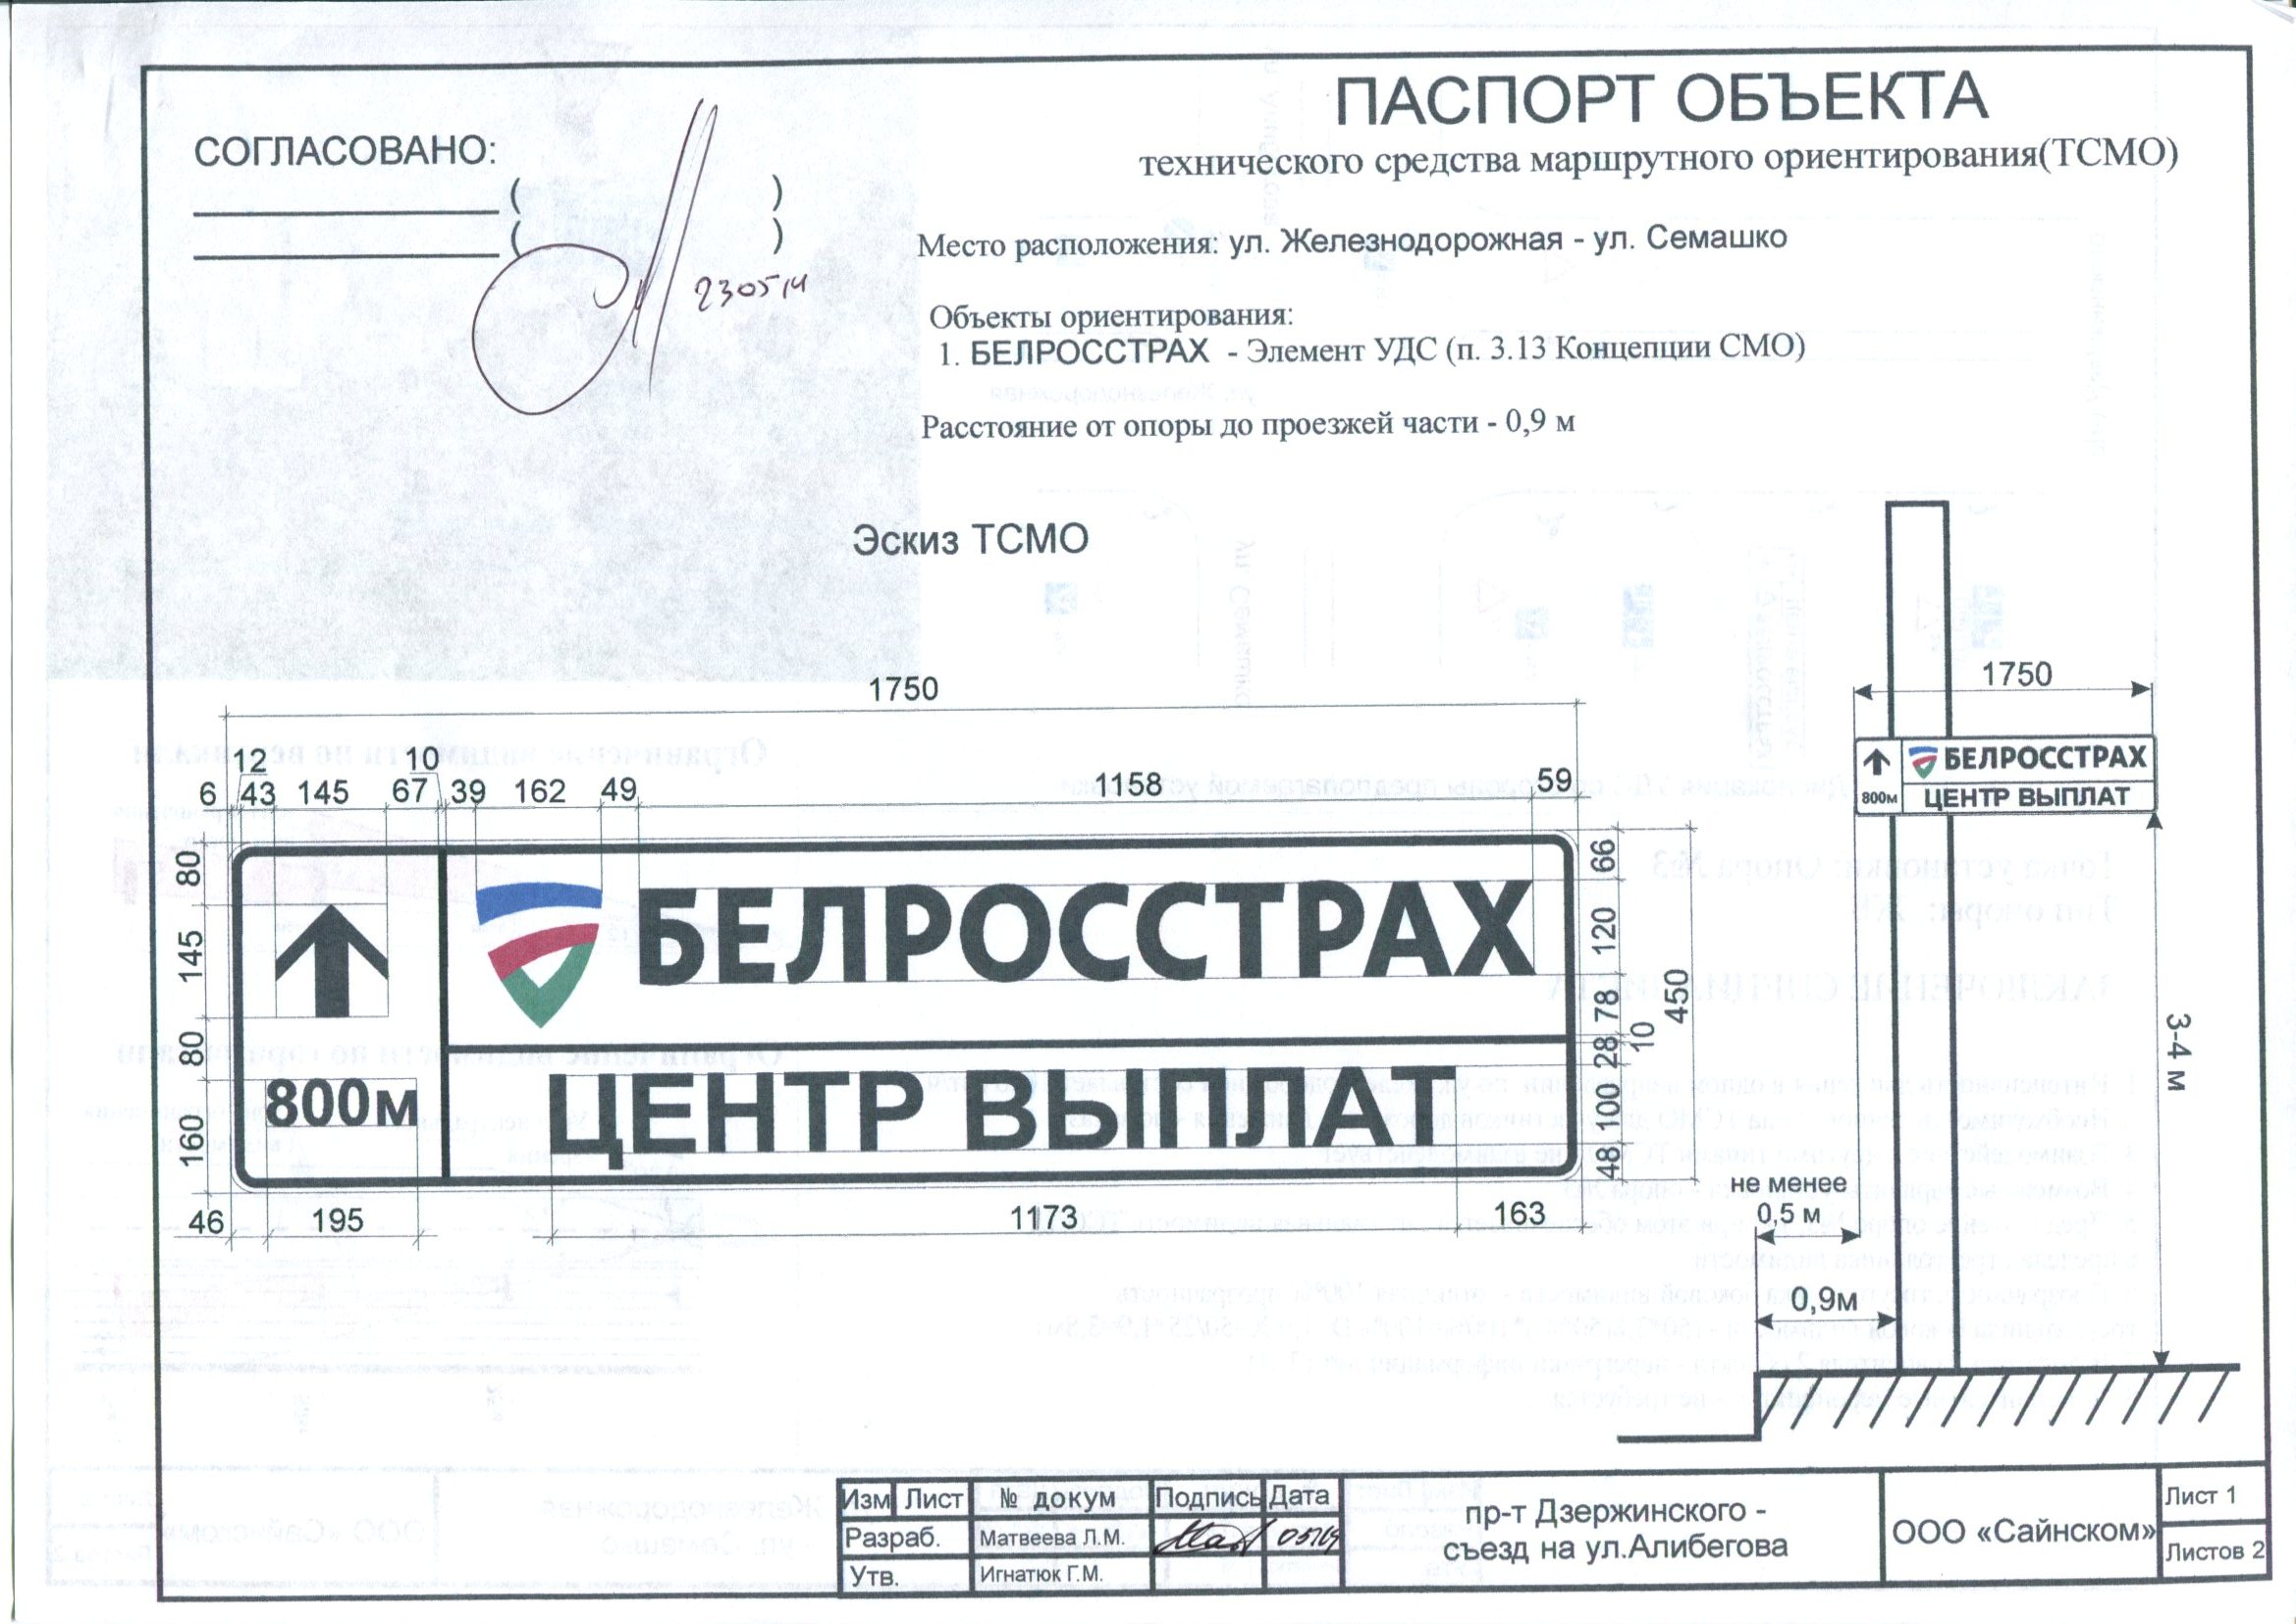 ПАСПОРТ ОБЪЕКТА
технического средства маршрутного ориентирования(ТСМО)
СОГЛАСОВАНО:
( )
( )
230514
Место расположения: ул. Железнодорожная - ул. Семашко
Объекты ориентирования:
1. БЕЛРОССТРАХ - Элемент УДС (п. 3.13 Концепции СМО)
Расстояние от опоры до проезжей части - 0,9 м
Эскиз ТСМО
1750
12 10
6 43 145 67 39 162 49 1158 59
80 145 80 160
БЕЛРОССТРАХ
800м
ЦЕНТР ВЫПЛАТ
66 120 78 28 10 100 48
450
46 195 1173 163
1750
БЕЛРОССТРАХ
800м ЦЕНТР ВЫПЛАТ
3-4 м
не менее
0,5 м
0,9м
Изм Лист № докум Подпись Дата
Разраб. Матвеева Л.М.
Утв. Игнатюк Г.М.
пр-т Дзержинского -
съезд на ул.Алибегова
ООО «Сайнском»
Лист 1
Листов 2